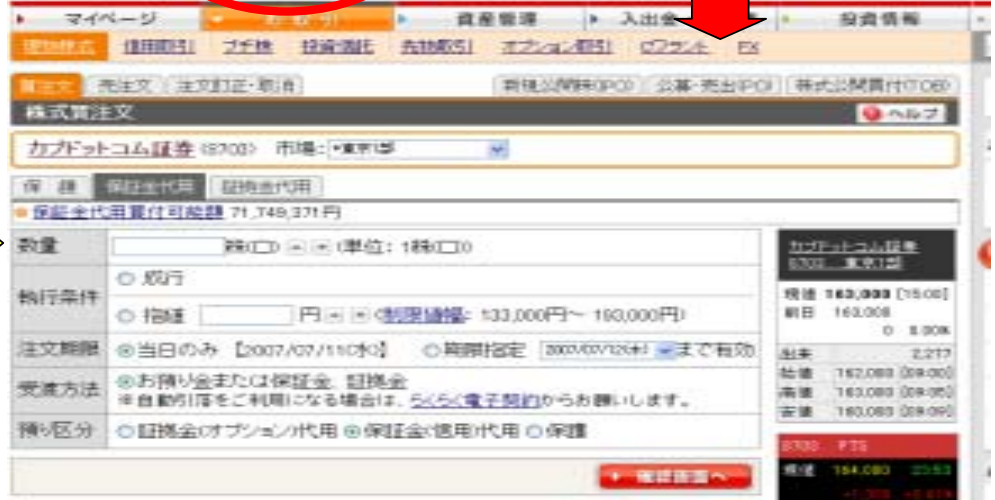 マイページ お取引 資産管理 入出金 投資情報
現物株式 信用取引 プチ株 投資信託 先物取引 オプション取引 eワラント FX
買注文 売注文 注文訂正・取消 新規公開株(IPO) 公募・売出(PO) 株式公開買付(TOB)
株式買注文 ヘルプ
カブドットコム証券 (8703) 市場: 東京1部
保護 保証金代用 証拠金代用
保証金代用買付可能額 71,749,371円
数量 株(口) (単位: 1株(口))
執行条件 成行
指値 円 (制限値幅: 133,000円～ 193,000円)
注文期限 当日のみ 【2007/07/11(水)】 期間指定 2007/07/12(木) まで有効
受渡方法 お預り金または保証金、証拠金
※自動引落をご利用になる場合は、らくらく電子契約からお願いします。
預り区分 証拠金(オプション)代用 保証金(信用)代用 保護
確認画面へ
カブドットコム証券
8703 東京1部
現値 163,000 [15:00]
前日 163,000
0 0.00%
出来 2,217
始値 162,000 [09:00]
高値 163,000 [09:05]
安値 160,000 [09:09]
8703 PTS
現値 164,000 23:53